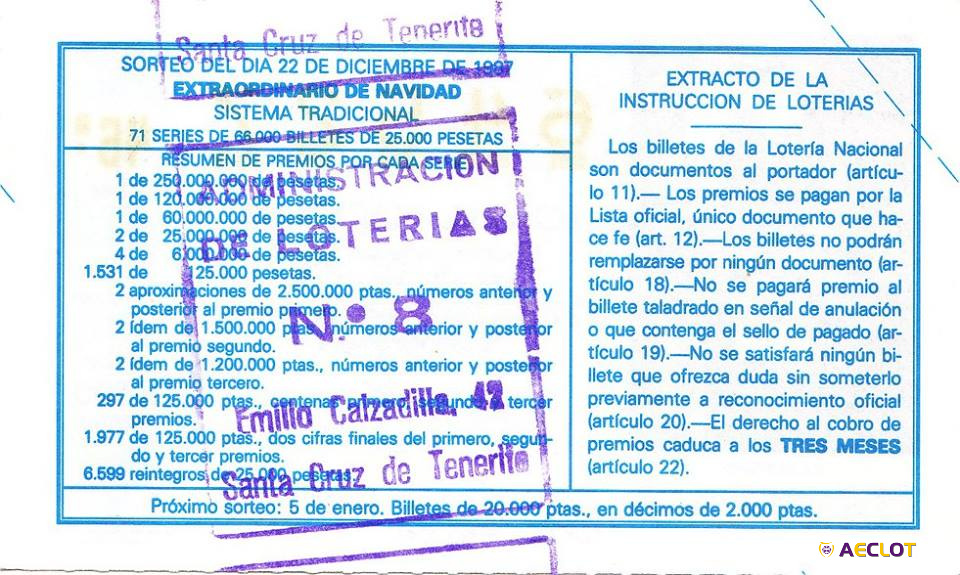 Santa Cruz de Tenerife
SORTEO DEL DIA 22 DE DICIEMBRE DE 1987
EXTRAORDINARIO DE NAVIDAD
SISTEMA TRADICIONAL
71 SERIES DE 66.000 BILLETES DE 25.000 PESETAS
RESUMEN DE PREMIOS POR CADA SERIE
1 de 250.000.000 de pesetas.
1 de 120.000.000 de pesetas.
1 de 60.000.000 de pesetas.
2 de 25.000.000 de pesetas.
4 de 6.000.000 de pesetas.
1.531 de 125.000 pesetas.
2 aproximaciones de 2.500.000 ptas., números anterior y
posterior al premio primero.
2 ídem de 1.500.000 ptas., números anterior y posterior
al premio segundo.
2 ídem de 1.200.000 ptas., números anterior y posterior
al premio tercero.
297 de 125.000 ptas., centenas primero, segundo y tercer
premios.
1.977 de 125.000 ptas., dos cifras finales del primero, segun-
do y tercer premios.
6.599 reintegros de 25.000 pesetas.
ADMINISTRACION
DE LOTERIAS
N.º 8
Emilio Calzadilla, 42
Santa Cruz de Tenerife
EXTRACTO DE LA
INSTRUCCION DE LOTERIAS
Los billetes de la Lotería Nacional
son documentos al portador (artícu-
lo 11).— Los premios se pagan por la
Lista oficial, único documento que ha-
ce fe (art. 12).—Los billetes no podrán
remplazarse por ningún documento (ar-
tículo 18).—No se pagará premio al
billete taladrado en señal de anulación
o que contenga el sello de pagado (ar-
tículo 19).—No se satisfará ningún bi-
llete que ofrezca duda sin someterlo
previamente a reconocimiento oficial
(artículo 20).—El derecho al cobro de
premios caduca a los TRES MESES
(artículo 22).
Próximo sorteo: 5 de enero. Billetes de 20.000 ptas., en décimos de 2.000 ptas.
AECLOT